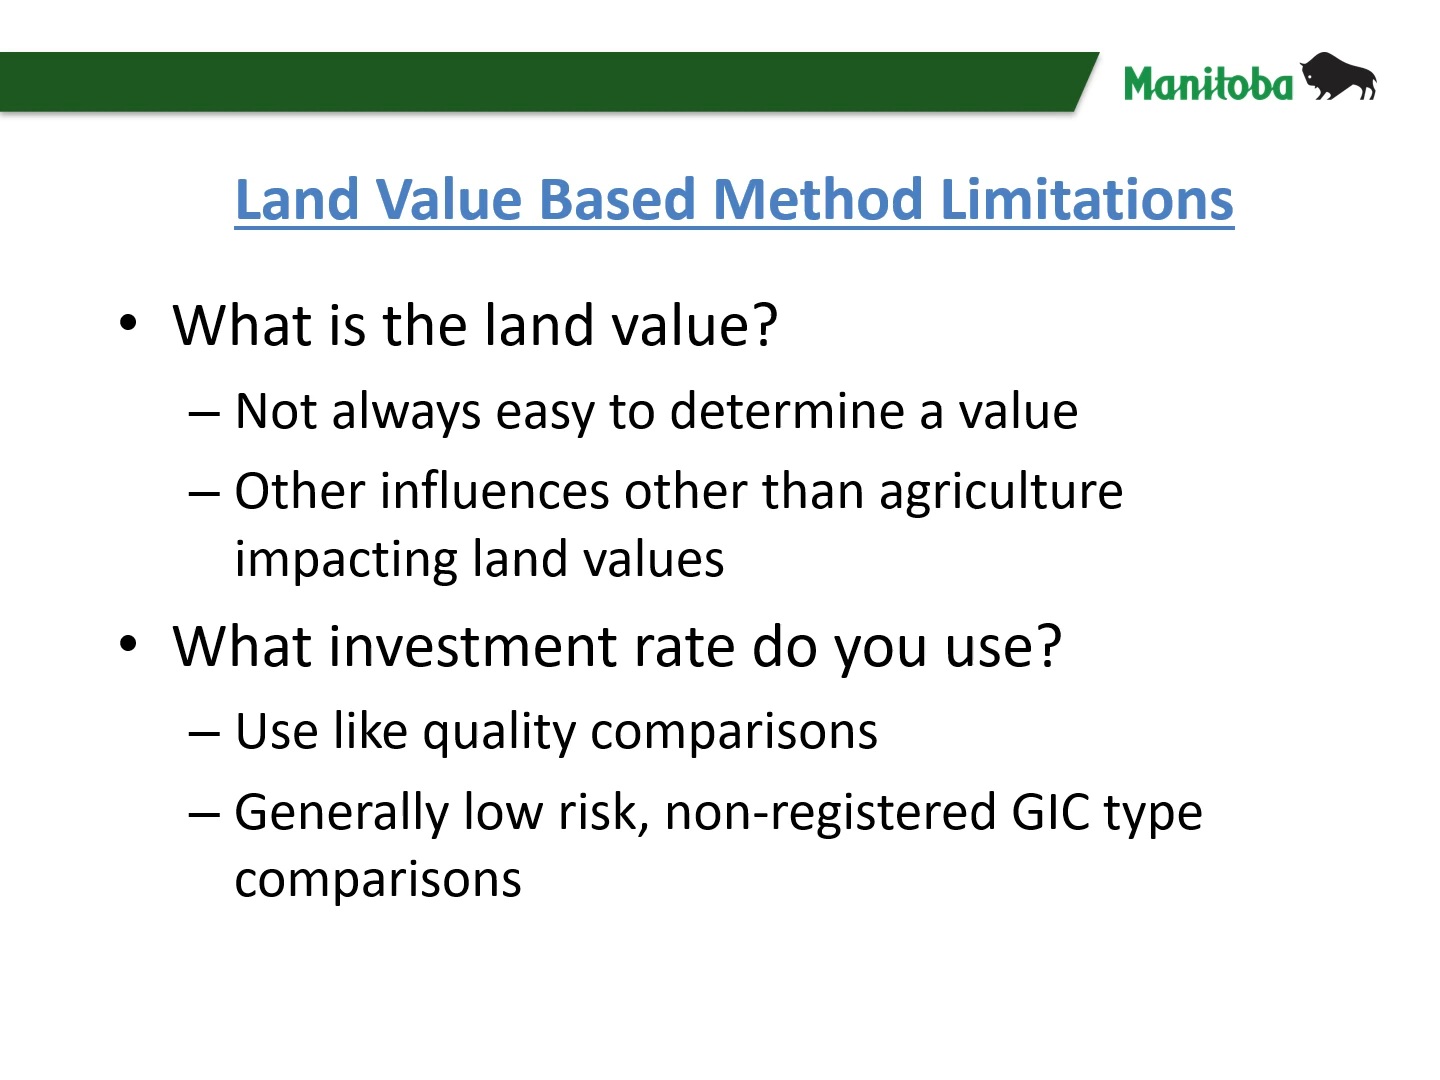 Manitoba
Land Value Based Method Limitations
• What is the land value?
– Not always easy to determine a value
– Other influences other than agriculture
impacting land values
• What investment rate do you use?
– Use like quality comparisons
– Generally low risk, non-registered GIC type
comparisons